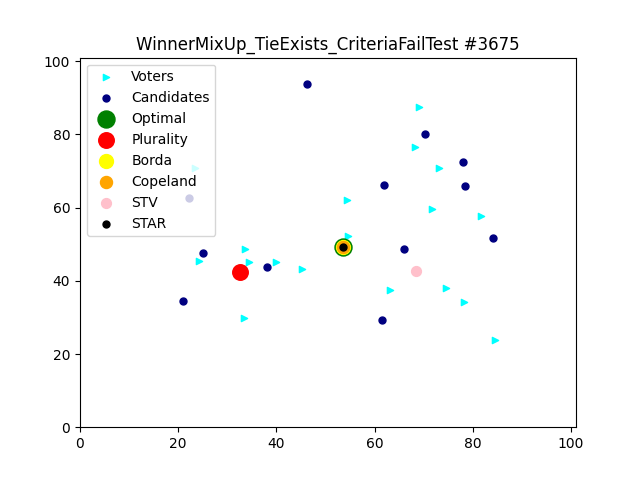 WinnerMixUp_TieExists_CriteriaFailTest #3675
Voters
Candidates
Optimal
Plurality
Borda
Copeland
STV
STAR
100
80
60
40
20
0
0 20 40 60 80 100